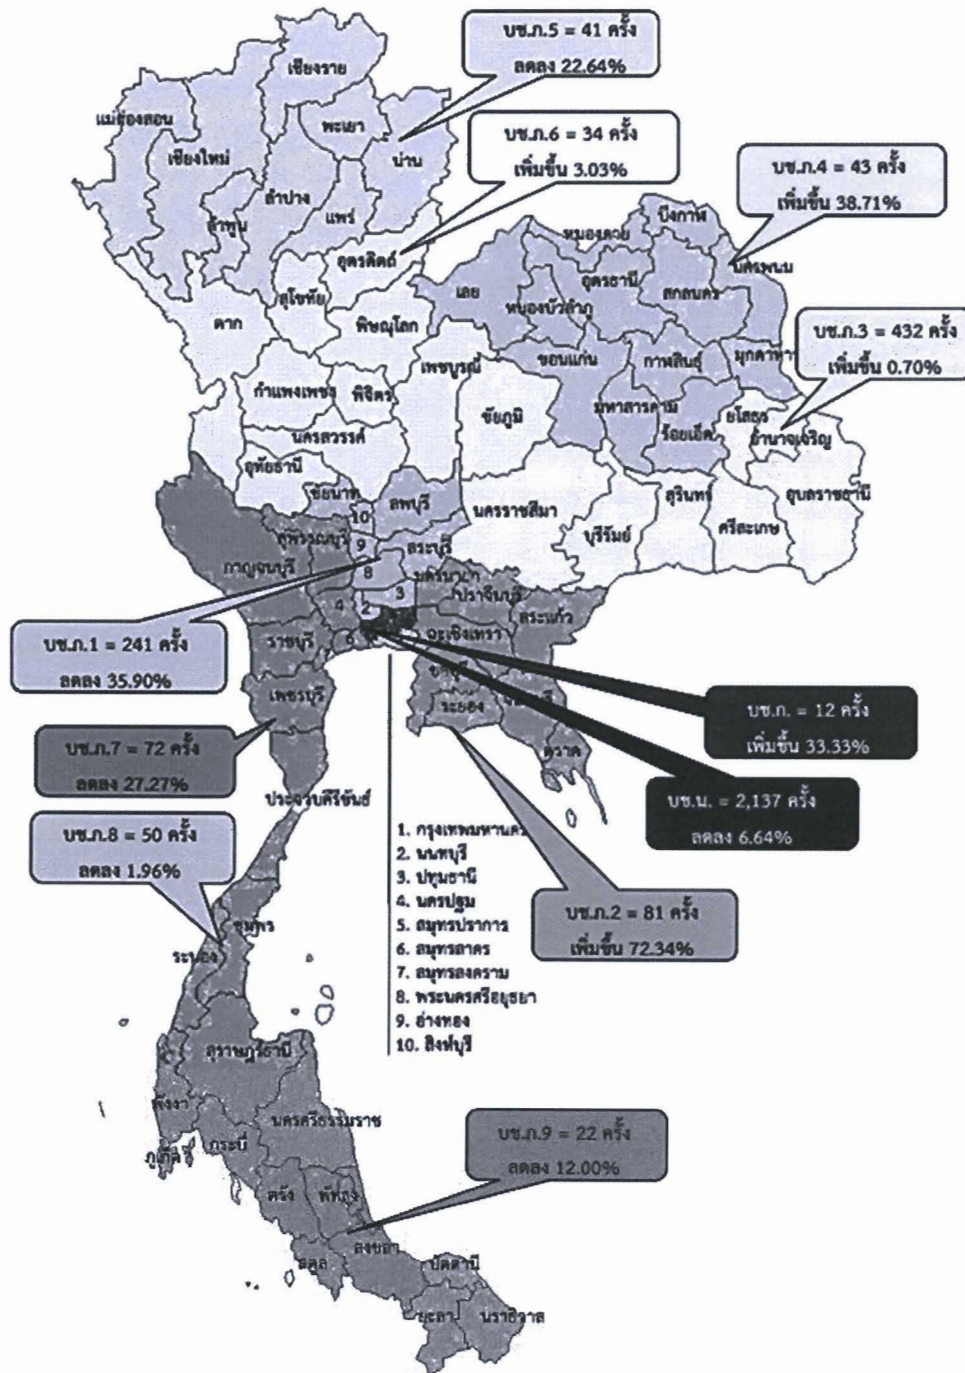 บช.ภ.5 = 41 ครั้ง
ลดลง 22.64%
เชียงราย
บช.ภ.6 = 34 ครั้ง
เพิ่มขึ้น 3.03%
แม่ฮ่องสอน
พะเยา
เชียงใหม่
น่าน
บช.ภ.4 = 43 ครั้ง
เพิ่มขึ้น 38.71%
ลำปาง
แพร่
ลำพูน
บึงกาฬ
หนองคาย
อุตรดิตถ์
นครพนม
อุดรธานี
สกลนคร
เลย
สุโขทัย
หนองบัวลำภู
ตาก
พิษณุโลก
บช.ภ.3 = 432 ครั้ง
เพิ่มขึ้น 0.70%
ขอนแก่น
กาฬสินธุ์
มุกดาหาร
เพชรบูรณ์
กำแพงเพชร
พิจิตร
มหาสารคาม
ยโสธร
ชัยภูมิ
ร้อยเอ็ด
อำนาจเจริญ
นครสวรรค์
อุทัยธานี
ชัยนาท
ลพบุรี
สุรินทร์
อุบลราชธานี
นครราชสีมา
ศรีสะเกษ
บุรีรัมย์
10
สุพรรณบุรี
9
สระบุรี
กาญจนบุรี
8
นครนายก
ปราจีนบุรี
3
4
2
สระแก้ว
ฉะเชิงเทรา
บช.ภ.1 = 241 ครั้ง
ลดลง 35.90%
ราชบุรี
6
ชลบุรี
เพชรบุรี
ระยอง
จันทบุรี
บช.ก. = 12 ครั้ง
เพิ่มขึ้น 33.33%
บช.ภ.7 = 72 ครั้ง
ลดลง 27.27%
ตราด
บช.น. = 2,137 ครั้ง
ลดลง 6.64%
ประจวบคีรีขันธ์
บช.ภ.8 = 50 ครั้ง
ลดลง 1.96%
1. กรุงเทพมหานคร
2. นนทบุรี
3. ปทุมธานี
4. นครปฐม
5. สมุทรปราการ
6. สมุทรสาคร
7. สมุทรสงคราม
8. พระนครศรีอยุธยา
9. อ่างทอง
10. สิงห์บุรี
บช.ภ.2 = 81 ครั้ง
เพิ่มขึ้น 72.34%
ชุมพร
ระนอง
สุราษฎร์ธานี
พังงา
นครศรีธรรมราช
กระบี่
ภูเก็ต
บช.ภ.9 = 22 ครั้ง
ลดลง 12.00%
ตรัง
พัทลุง
สงขลา
สตูล
ปัตตานี
ยะลา
นราธิวาส